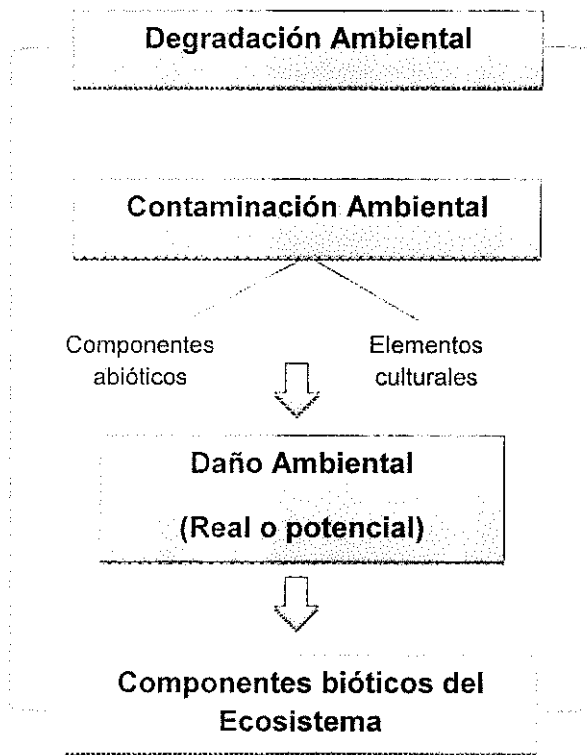 Degradación Ambiental
Contaminación Ambiental
Componentes
abióticos
Elementos
culturales
Daño Ambiental
(Real o potencial)
Componentes bióticos del
Ecosistema